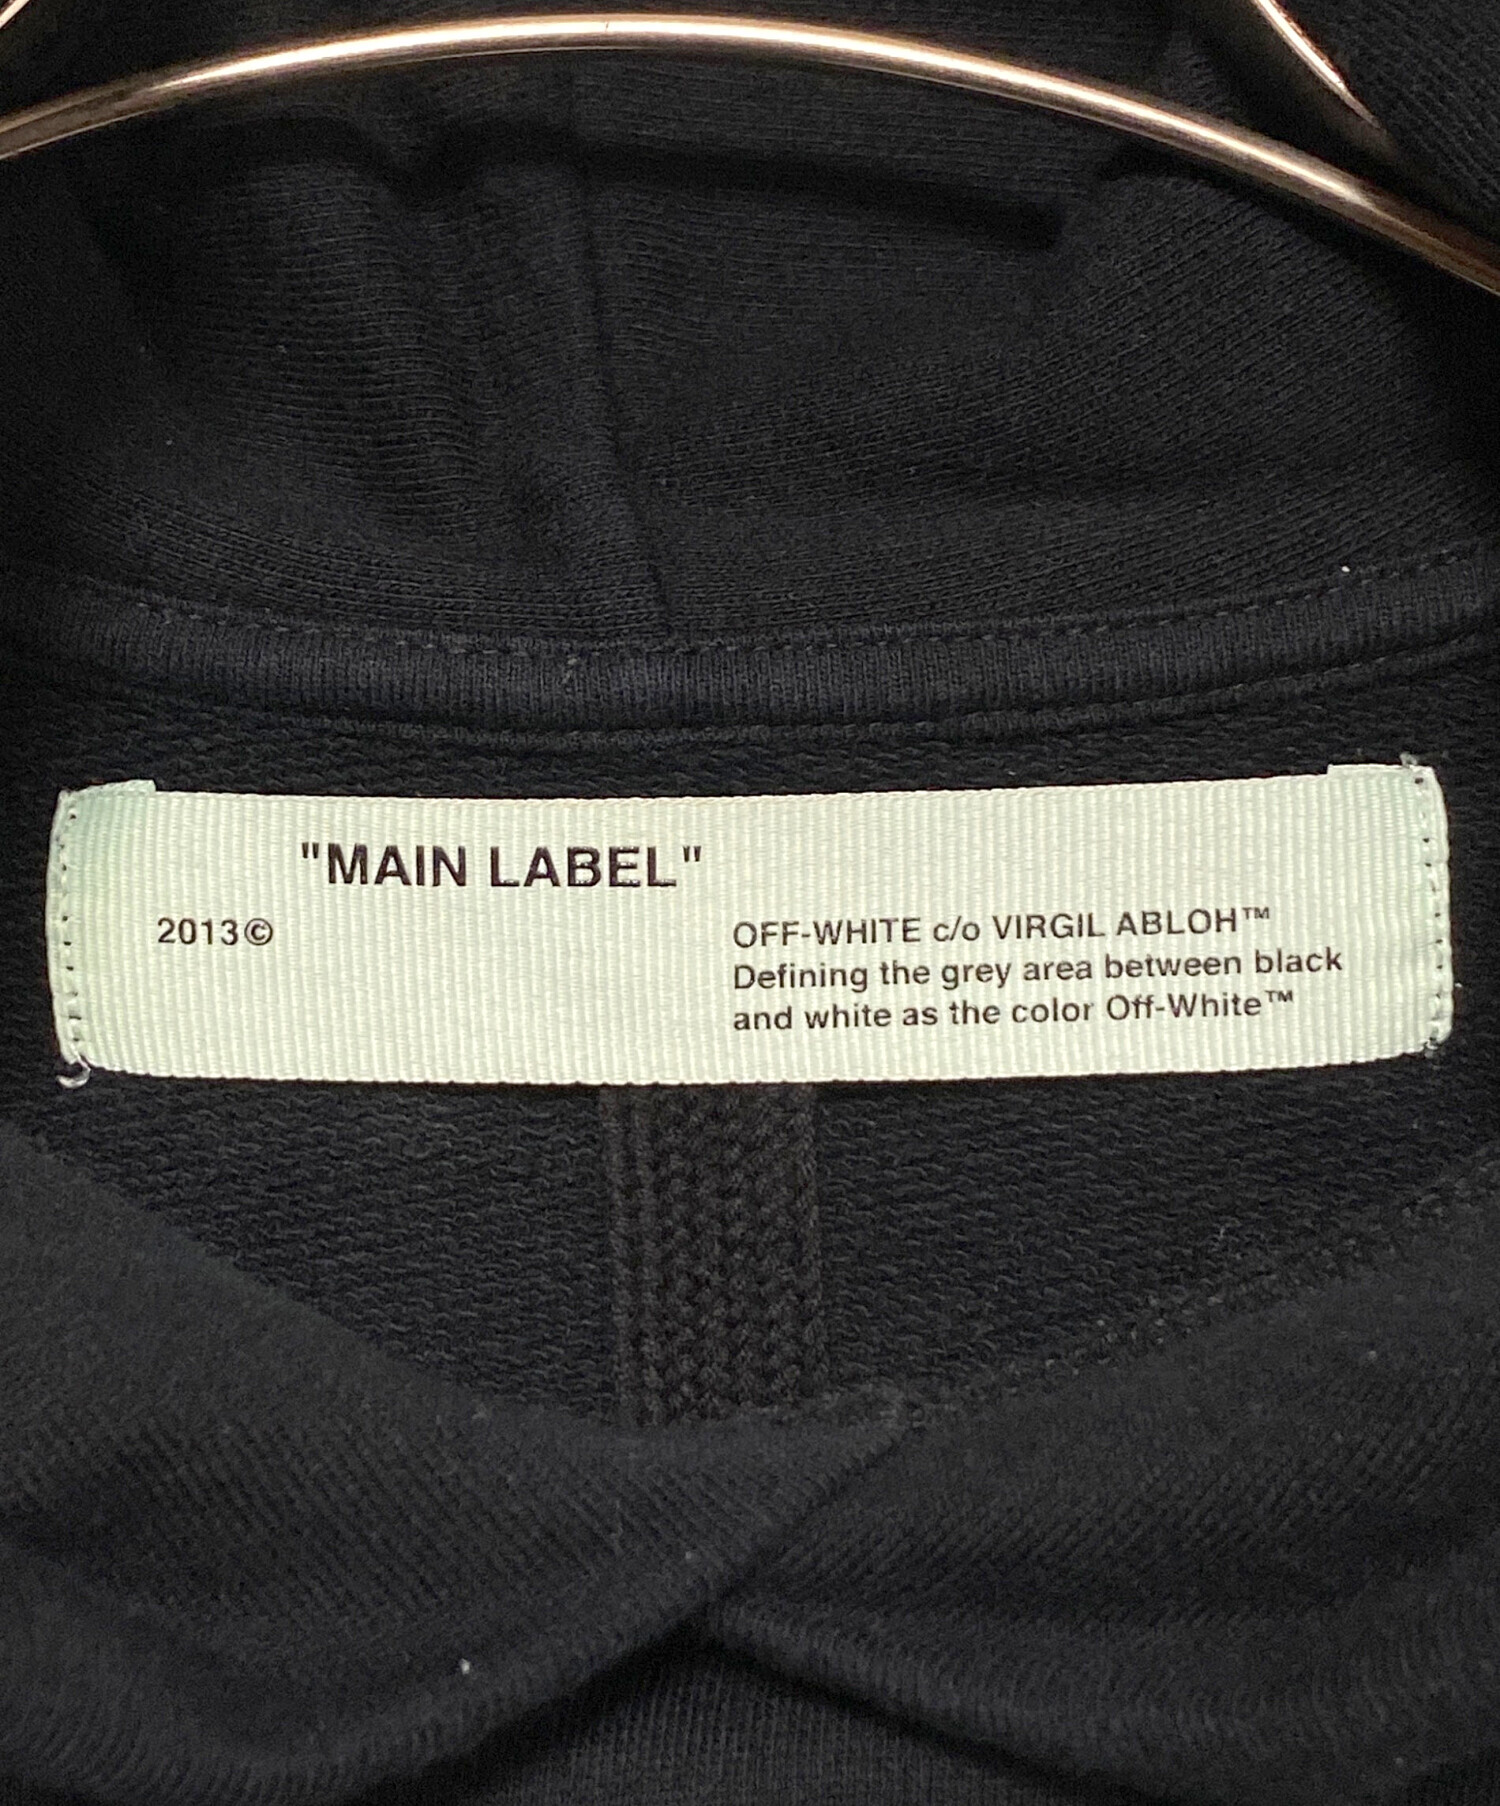 "MAIN LABEL"
2013©
OFF-WHITE c/o VIRGIL ABLOH™
Defining the grey area between black
and white as the color Off-White™